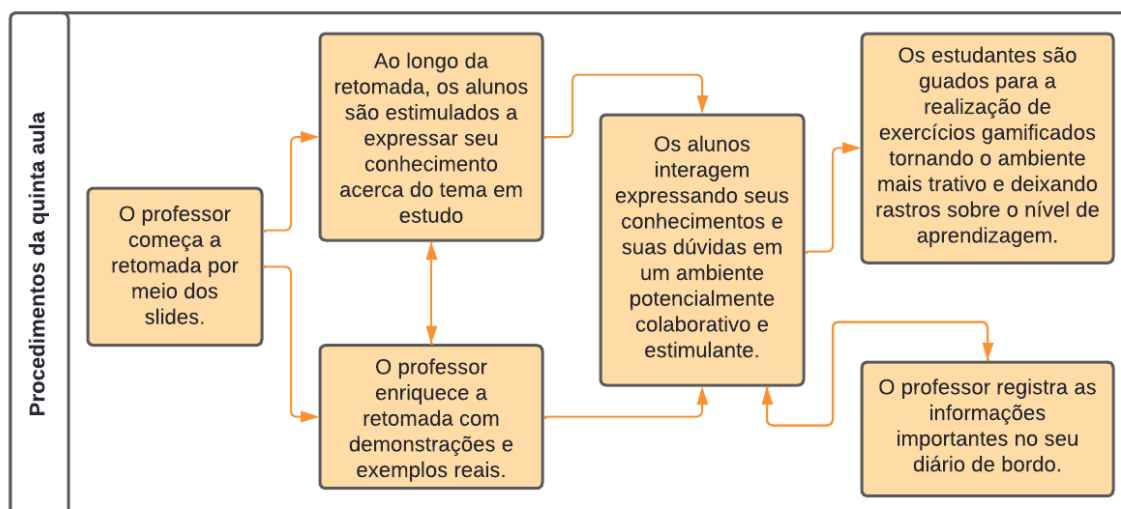 Procedimentos da quinta aula
O professor
começa a
retomada por
meio dos
slides.
Ao longo da
retomada, os alunos
são estimulados a
expressar seu
conhecimento
acerca do tema em
estudo
O professor
enriquece a
retomada com
demonstrações e
exemplos reais.
Os alunos
interagem
expressando seus
conhecimentos e
suas dúvidas em
um ambiente
potencialmente
colaborativo e
estimulante.
Os estudantes são
guados para a
realização de
exercícios gamificados
tornando o ambiente
mais trativo e deixando
rastros sobre o nível de
aprendizagem.
O professor registra as
informações
importantes no seu
diário de bordo.